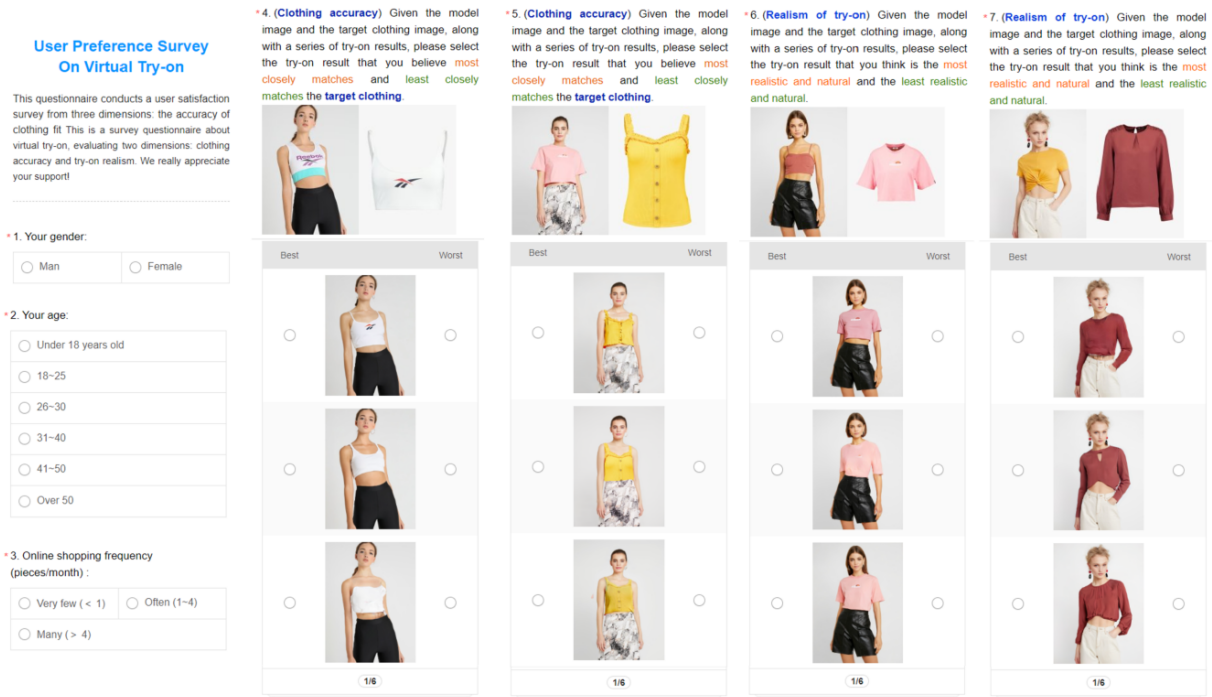 User Preference Survey
On Virtual Try-on
This questionnaire conducts a user satisfaction
survey from three dimensions: the accuracy of
clothing fit This is a survey questionnaire about
virtual try-on, evaluating two dimensions: clothing
accuracy and try-on realism. We really appreciate
your support!
* 1. Your gender:
Man
Female
* 2. Your age:
Under 18 years old
18~25
26~30
31~40
41~50
Over 50
* 3. Online shopping frequency
(pieces/month) :
Very few ( < 1)
Often (1~4)
Many ( > 4)
* 4. (Clothing accuracy) Given the model
image and the target clothing image, along
with a series of try-on results, please select
the try-on result that you believe most
closely matches and least closely
matches the target clothing.
Reebok
Best
Worst
1/6
* 5. (Clothing accuracy) Given the model
image and the target clothing image, along
with a series of try-on results, please select
the try-on result that you believe most
closely matches and least closely
matches the target clothing.
Best
Worst
1/6
* 6. (Realism of try-on) Given the model
image and the target clothing image, along
with a series of try-on results, please select
the try-on result that you think is the most
realistic and natural and the least realistic
and natural.
Best
Worst
1/6
* 7. (Realism of try-on) Given the model
image and the target clothing image, along
with a series of try-on results, please select
the try-on result that you think is the most
realistic and natural and the least realistic
and natural.
Best
Worst
1/6